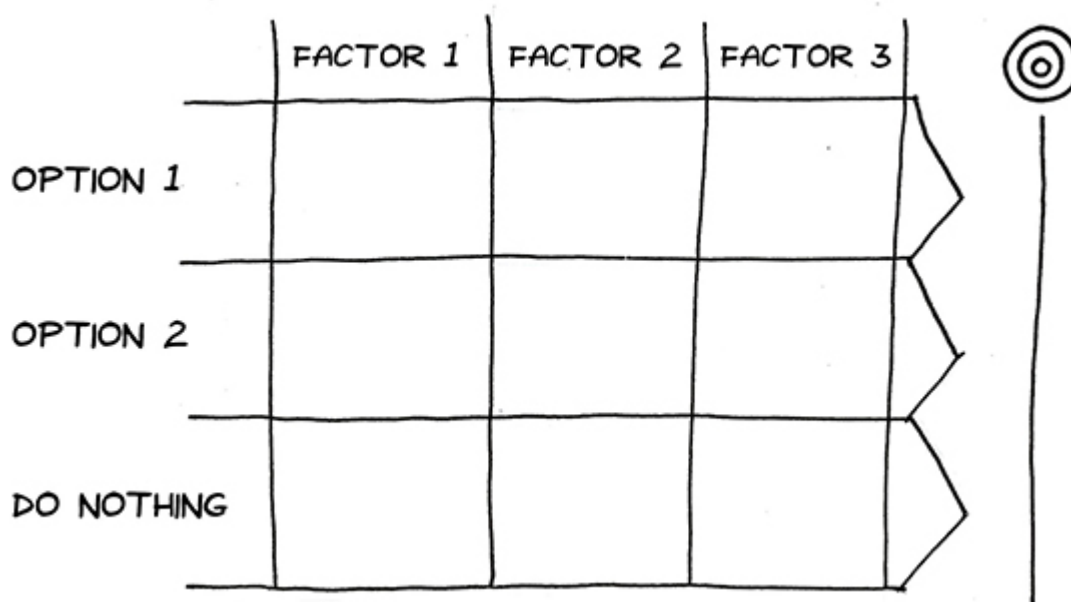 FACTOR 1 FACTOR 2 FACTOR 3
OPTION 1
OPTION 2
DO NOTHING